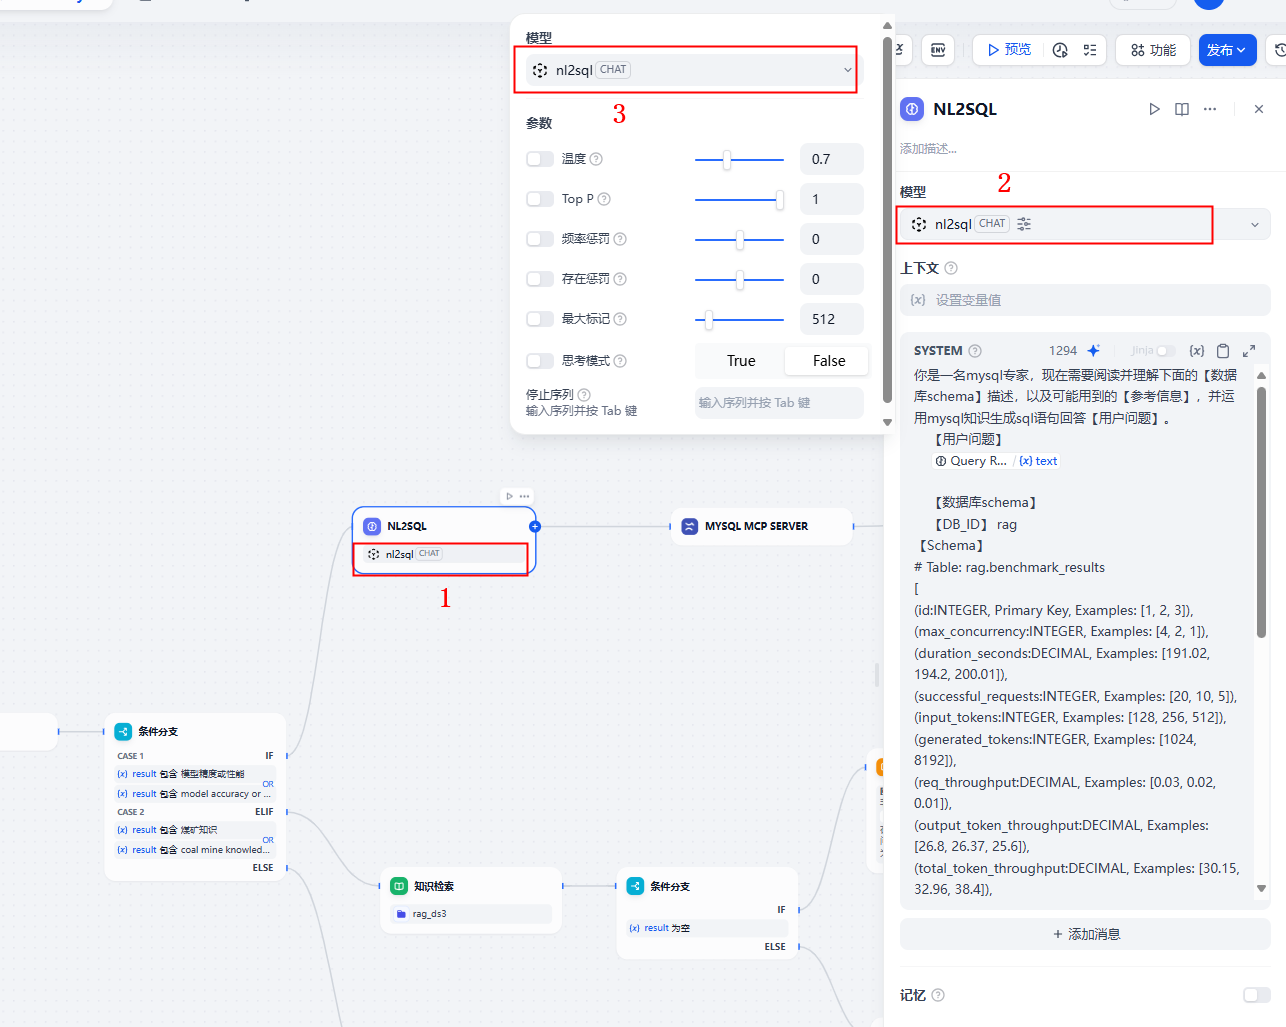 模型
nl2sql CHAT
3
参数
温度 0.7
Top P 1
频率惩罚 0
存在惩罚 0
最大标记 512
思考模式 True False
停止序列
输入序列并按 Tab 键
输入序列并按 Tab 键
ENV
预览
功能
发布
NL2SQL
添加描述...
模型
2
nl2sql CHAT
上下文
{x} 设置变量值
SYSTEM 1294 Jinja {x}
你是一名mysql专家，现在需要阅读并理解下面的【数据
库schema】描述，以及可能用到的【参考信息】，并运
用mysql知识生成sql语句回答【用户问题】。
【用户问题】
Query R... / {x} text
【数据库schema】
【DB_ID】 rag
【Schema】
# Table: rag.benchmark_results
[
(id:INTEGER, Primary Key, Examples: [1, 2, 3]),
(max_concurrency:INTEGER, Examples: [4, 2, 1]),
(duration_seconds:DECIMAL, Examples: [191.02,
194.2, 200.01]),
(successful_requests:INTEGER, Examples: [20, 10, 5]),
(input_tokens:INTEGER, Examples: [128, 256, 512]),
(generated_tokens:INTEGER, Examples: [1024,
8192]),
(req_throughput:DECIMAL, Examples: [0.03, 0.02,
0.01]),
(output_token_throughput:DECIMAL, Examples:
[26.8, 26.37, 25.6]),
(total_token_throughput:DECIMAL, Examples: [30.15,
32.96, 38.4]),
+ 添加消息
记忆
NL2SQL
nl2sql CHAT
1
MYSQL MCP SERVER
条件分支
CASE 1 IF
{x} result 包含 模型精度或性能
OR
{x} result 包含 model accuracy or ...
CASE 2 ELIF
{x} result 包含 煤矿知识
OR
{x} result 包含 coal mine knowled...
ELSE
知识检索
rag_ds3
条件分支
IF
{x} result 为空
ELSE